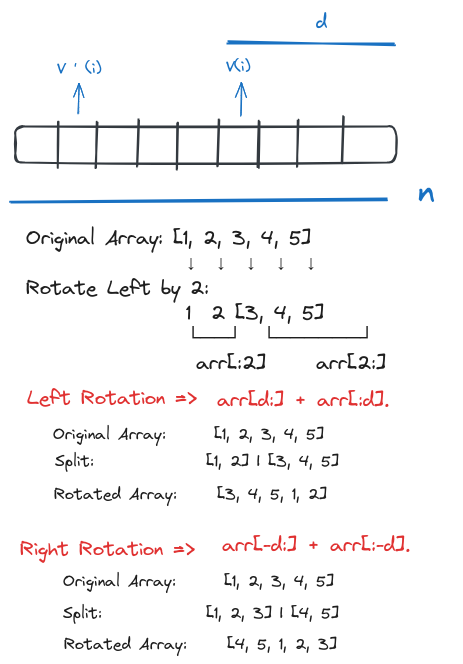 d
v'(i) v(i)
n
Original Array: [1, 2, 3, 4, 5]
↓ ↓ ↓ ↓ ↓
Rotate Left by 2:
1 2 [3, 4, 5]
arr[:2] arr[2:]
Left Rotation => arr[d:] + arr[:d].
Original Array: [1, 2, 3, 4, 5]
Split: [1, 2] | [3, 4, 5]
Rotated Array: [3, 4, 5, 1, 2]
Right Rotation => arr[-d:] + arr[:-d].
Original Array: [1, 2, 3, 4, 5]
Split: [1, 2, 3] | [4, 5]
Rotated Array: [4, 5, 1, 2, 3]